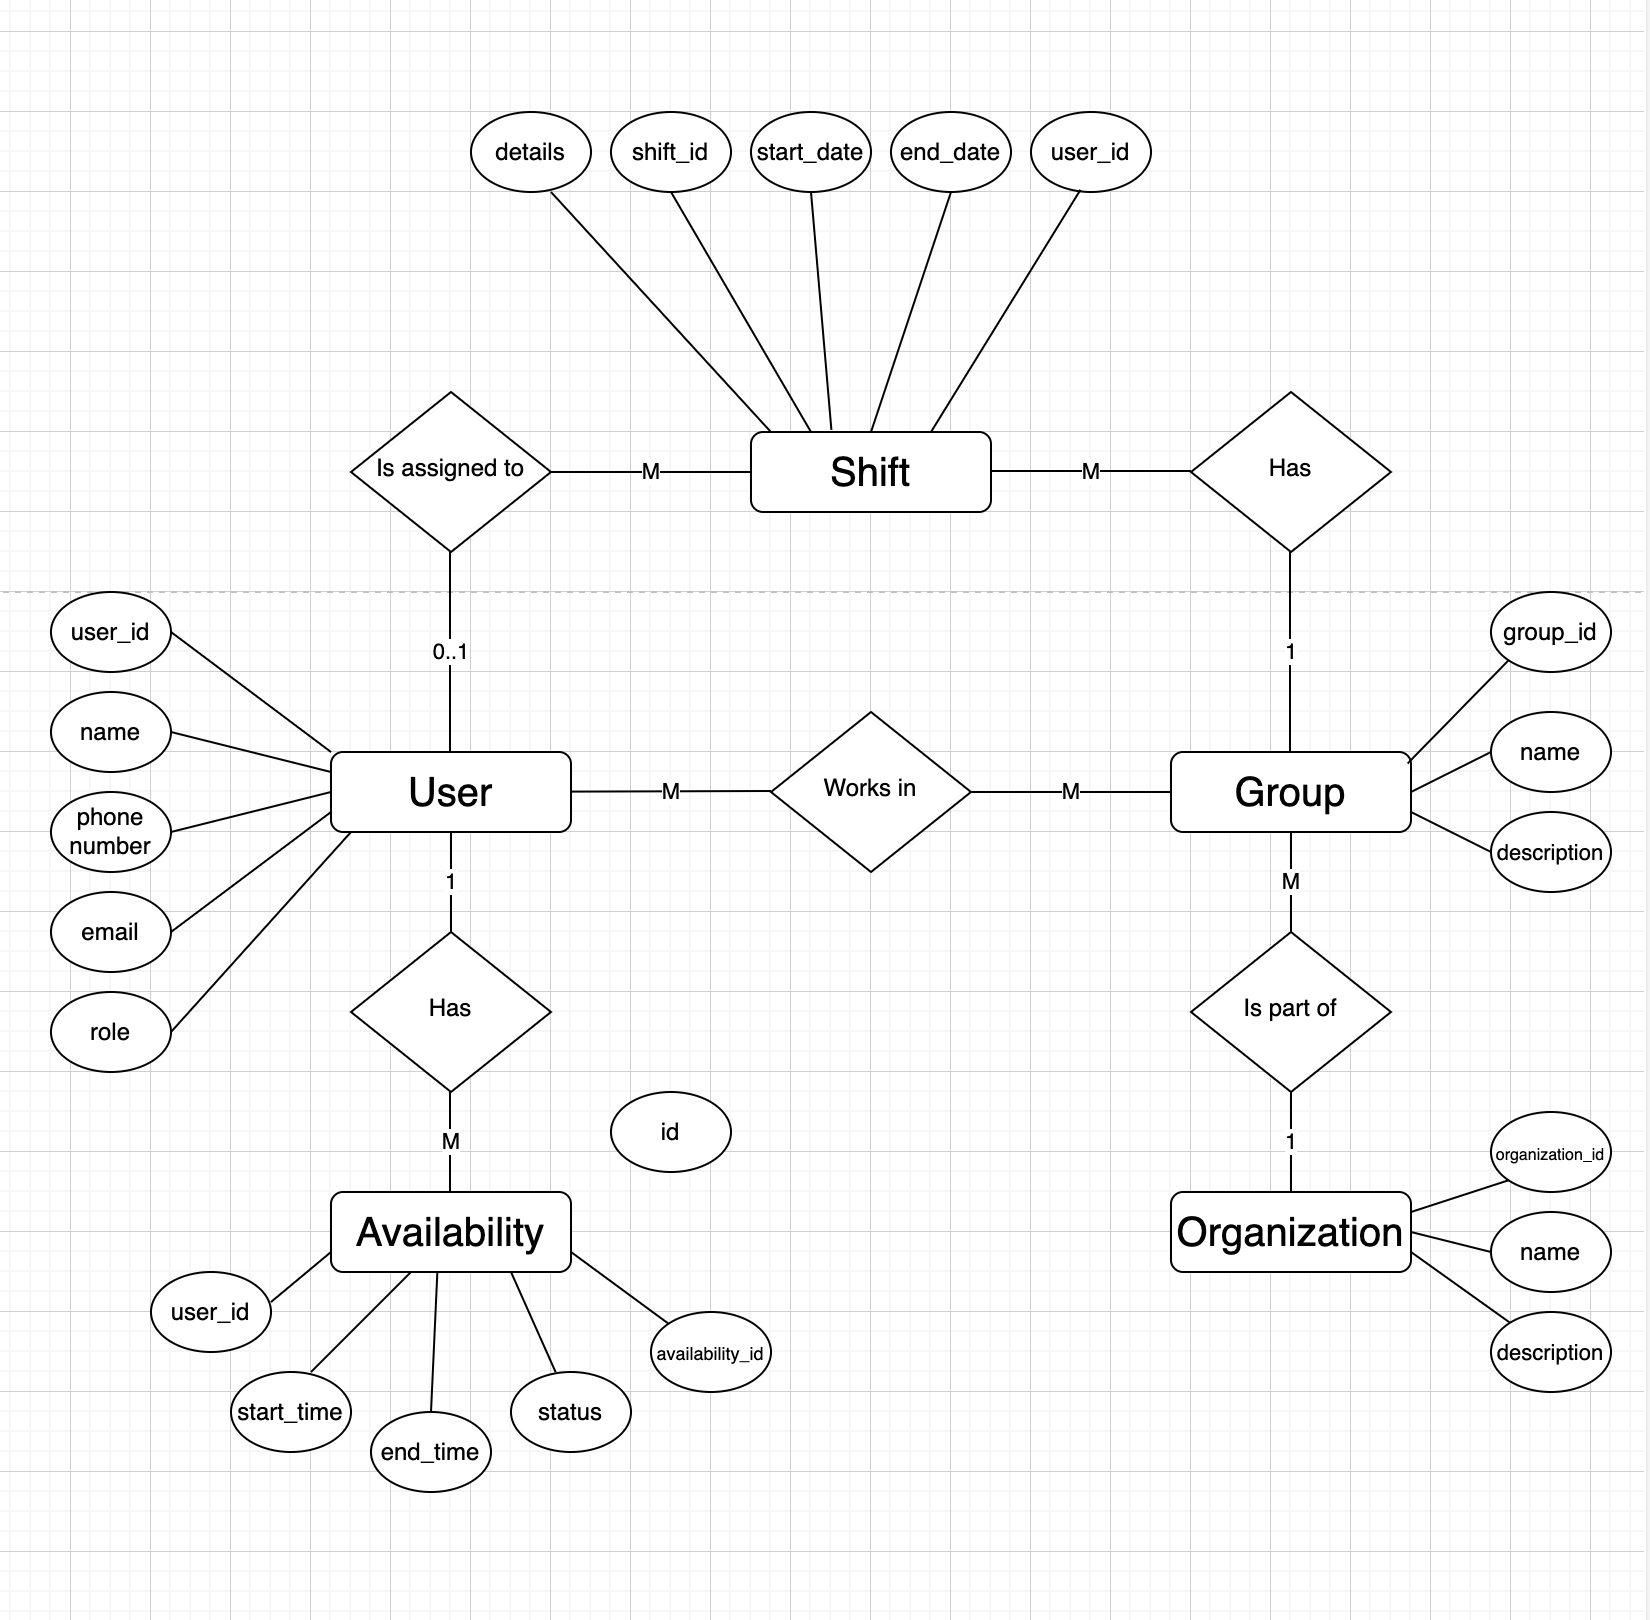 details
shift_id
start_date
end_date
user_id
Is assigned to
M
Shift
M
Has
user_id
0..1
1
group_id
name
name
User
M
Works in
M
Group
phone
number
description
1
M
email
Has
Is part of
role
id
M
1
organization_id
Availability
Organization
name
user_id
availability_id
description
start_time
status
end_time